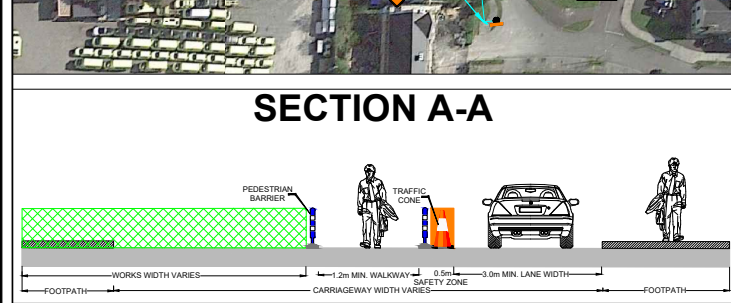 SECTION A-A
PEDESTRIAN
BARRIER
TRAFFIC
CONE
WORKS WIDTH VARIES
1.2m MIN. WALKWAY
0.5m
SAFETY ZONE
3.0m MIN. LANE WIDTH
FOOTPATH
CARRIAGEWAY WIDTH VARIES
FOOTPATH